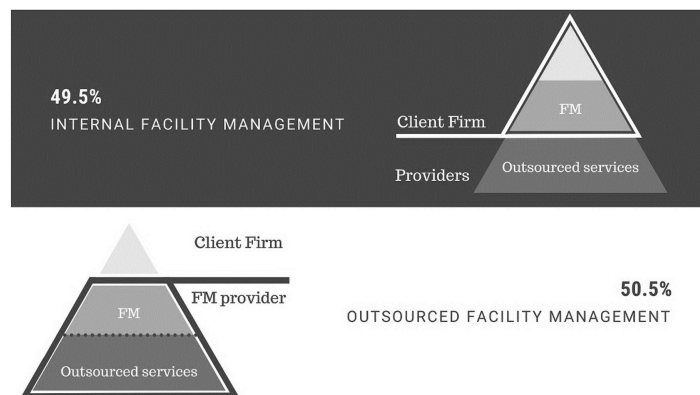 49.5%
INTERNAL FACILITY MANAGEMENT
FM
Client Firm
Providers
Outsourced services
Client Firm
FM provider
FM
Outsourced services
50.5%
OUTSOURCED FACILITY MANAGEMENT